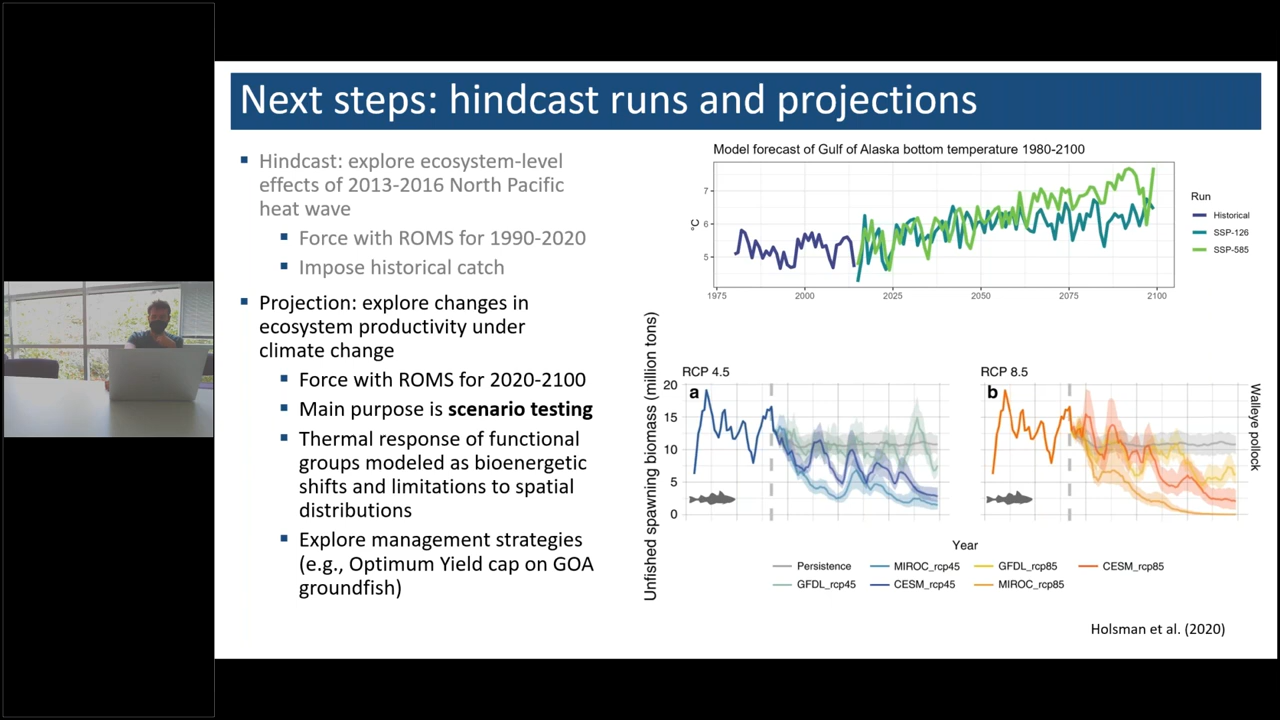 Next steps: hindcast runs and projections
Hindcast: explore ecosystem-level
effects of 2013-2016 North Pacific
heat wave
Force with ROMS for 1990-2020
Impose historical catch
Projection: explore changes in
ecosystem productivity under
climate change
Force with ROMS for 2020-2100
Main purpose is scenario testing
Thermal response of functional
groups modeled as bioenergetic
shifts and limitations to spatial
distributions
Explore management strategies
(e.g., Optimum Yield cap on GOA
groundfish)
Model forecast of Gulf of Alaska bottom temperature 1980-2100
°C
7
6
5
1975 2000 2025 2050 2075 2100
Run
Historical
SSP-126
SSP-585
Unfished spawning biomass (million tons)
RCP 4.5
a
20
15
10
5
0
RCP 8.5
b
Walleye pollock
Year
Persistence MIROC_rcp45 GFDL_rcp85 CESM_rcp85
GFDL_rcp45 CESM_rcp45 MIROC_rcp85
Holsman et al. (2020)